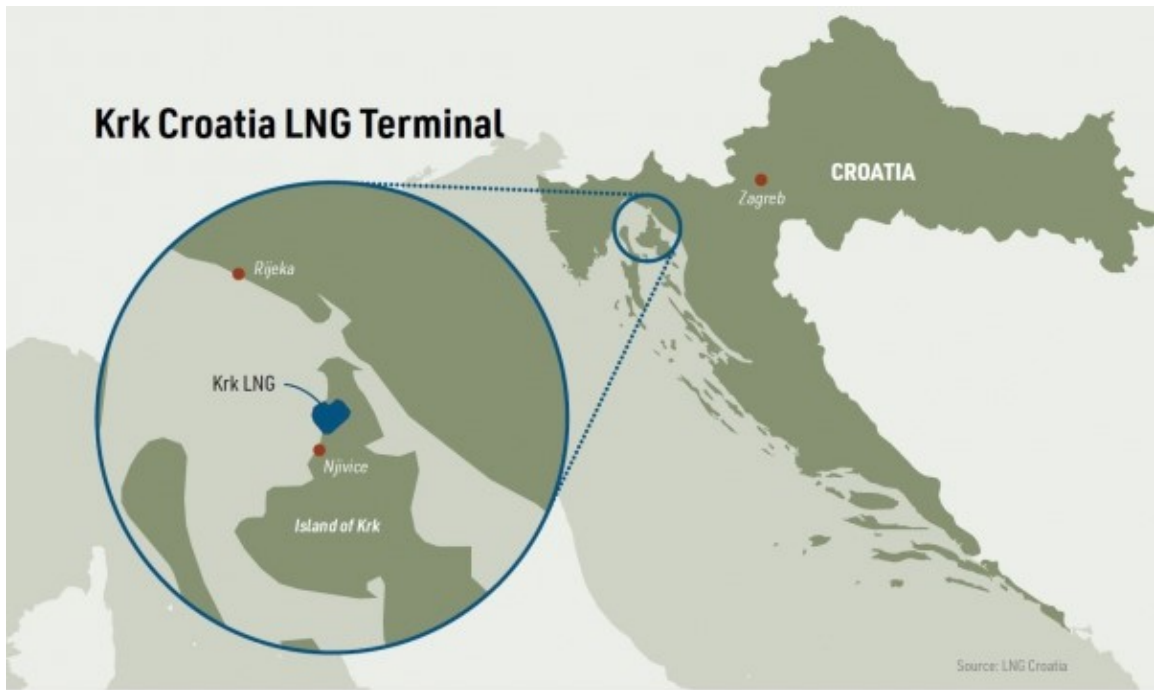 Krk Croatia LNG Terminal
CROATIA
Zagreb
Rijeka
Krk LNG
Njivice
Island of Krk
Source: LNG Croatia